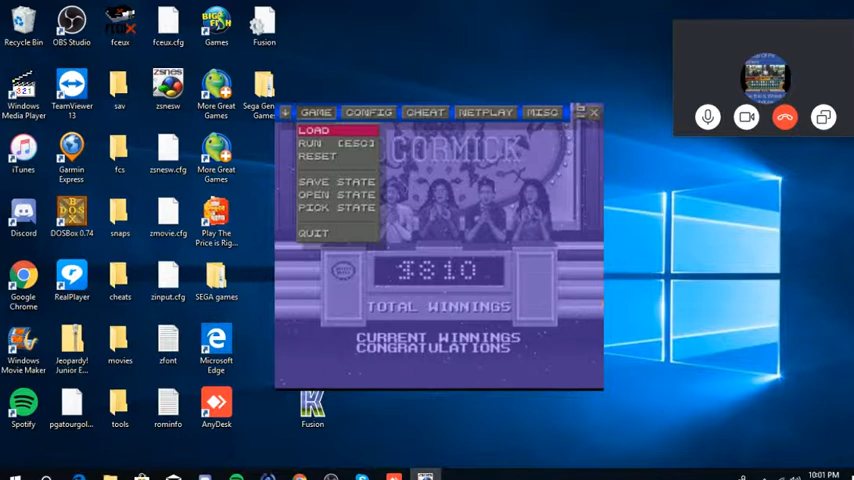 Recycle Bin
OBS Studio
fceux
fceux.cfg
Games
Fusion
Windows
Media Player
TeamViewer
13
sav
zsnesw
More Great
Games
Sega Gene
Games
iTunes
Garmin
Express
fcs
zsnesw.cfg
More Great
Games
Discord
DOSBox 0.74
snaps
zmovie.cfg
Play The
Price is Rig...
Google
Chrome
RealPlayer
cheats
zinput.cfg
SEGA games
Windows
Movie Maker
Jeopardy!
Junior E...
movies
zfont
Microsoft
Edge
Spotify
pgatourgol...
tools
rominfo
AnyDesk
Fusion
GAME
CONFIG
CHEAT
NETPLAY
MISC
LOAD
RUN [ESC]
RESET
SAVE STATE
OPEN STATE
PICK STATE
QUIT
CORMICK
3810
TOTAL WINNINGS
CURRENT WINNINGS
CONGRATULATIONS
10:01 PM